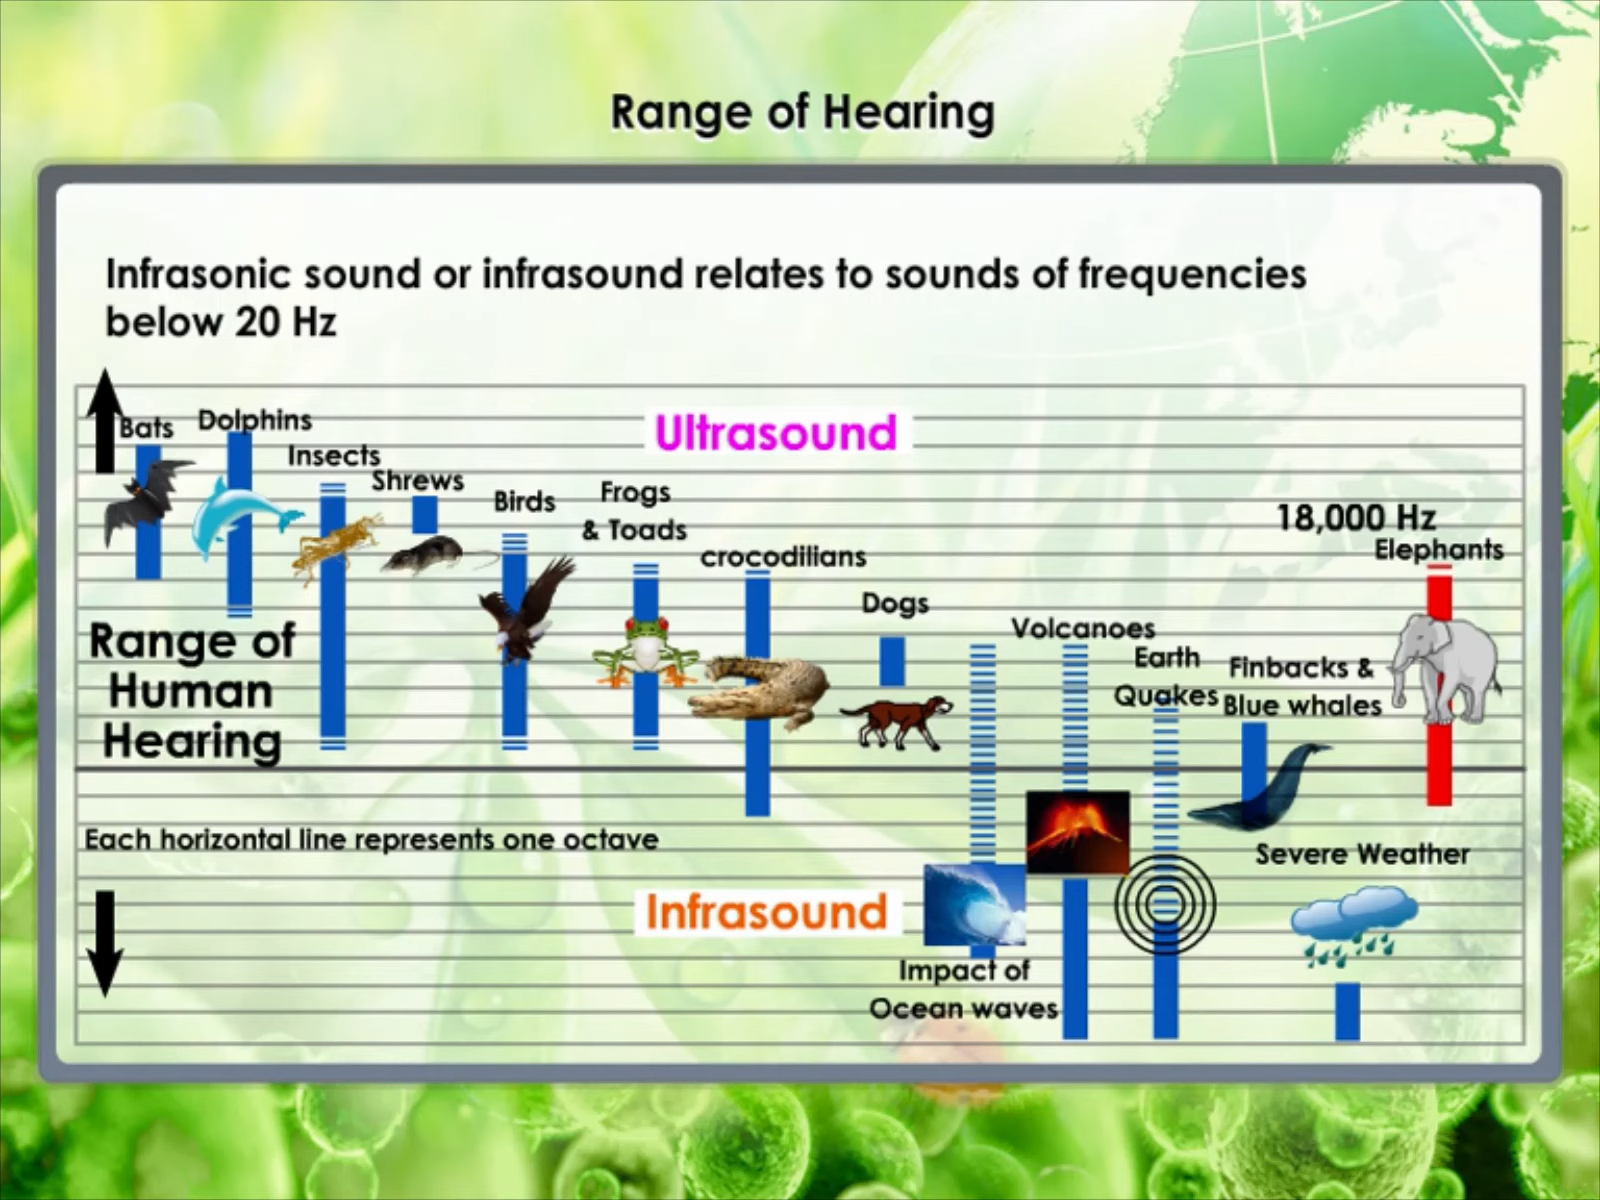 Range of Hearing
Infrasonic sound or infrasound relates to sounds of frequencies
below 20 Hz
Bats
Dolphins
Insects
Shrews
Birds
Frogs
& Toads
crocodilians
Ultrasound
Dogs
18,000 Hz
Elephants
Volcanoes
Earth
Quakes
Finbacks &
Blue whales
Range of
Human
Hearing
Each horizontal line represents one octave
Infrasound
Severe Weather
Impact of
Ocean waves